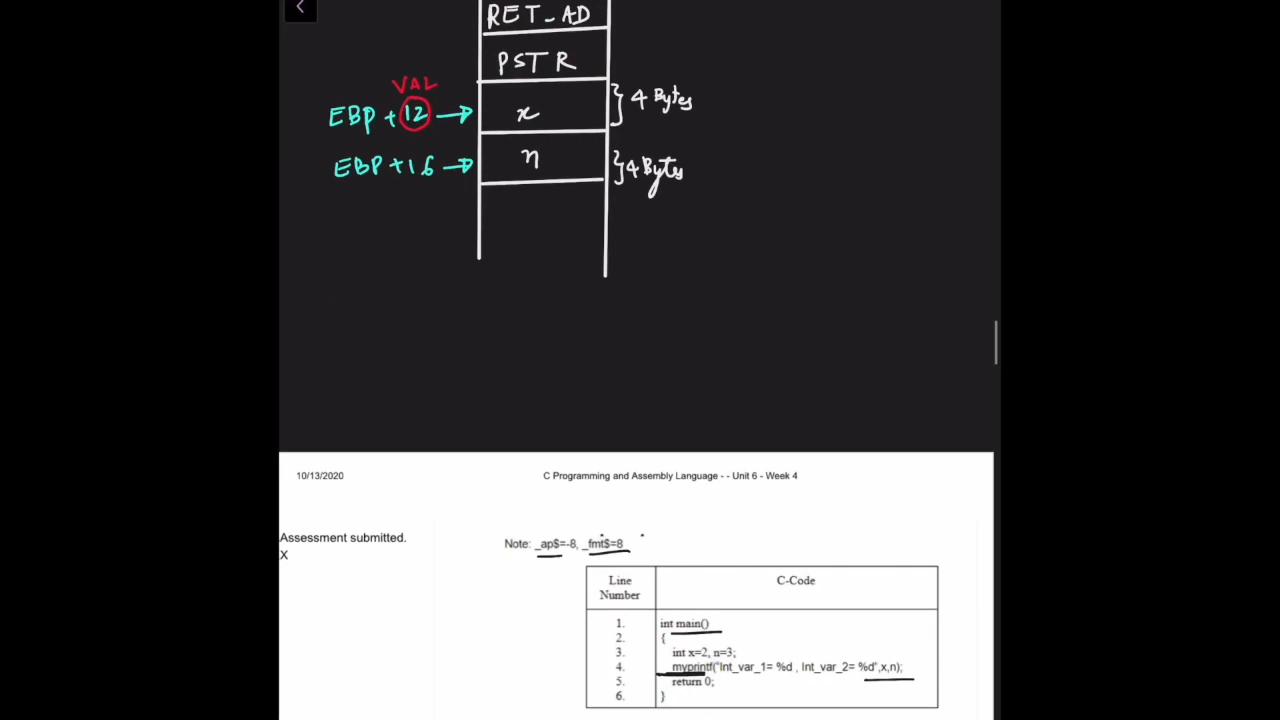 RET_AD
PSTR
VAL
EBP + 12 → x } 4 Bytes
EBP + 16 → n } 4 Bytes
10/13/2020 C Programming and Assembly Language - - Unit 6 - Week 4
Assessment submitted.
X
Note: _ap$=-8, _fmt$=8
Line Number C-Code
1. int main()
2. {
3. int x=2, n=3;
4. myprintf("Int_var_1= %d , Int_var_2= %d",x,n);
5. return 0;
6. }